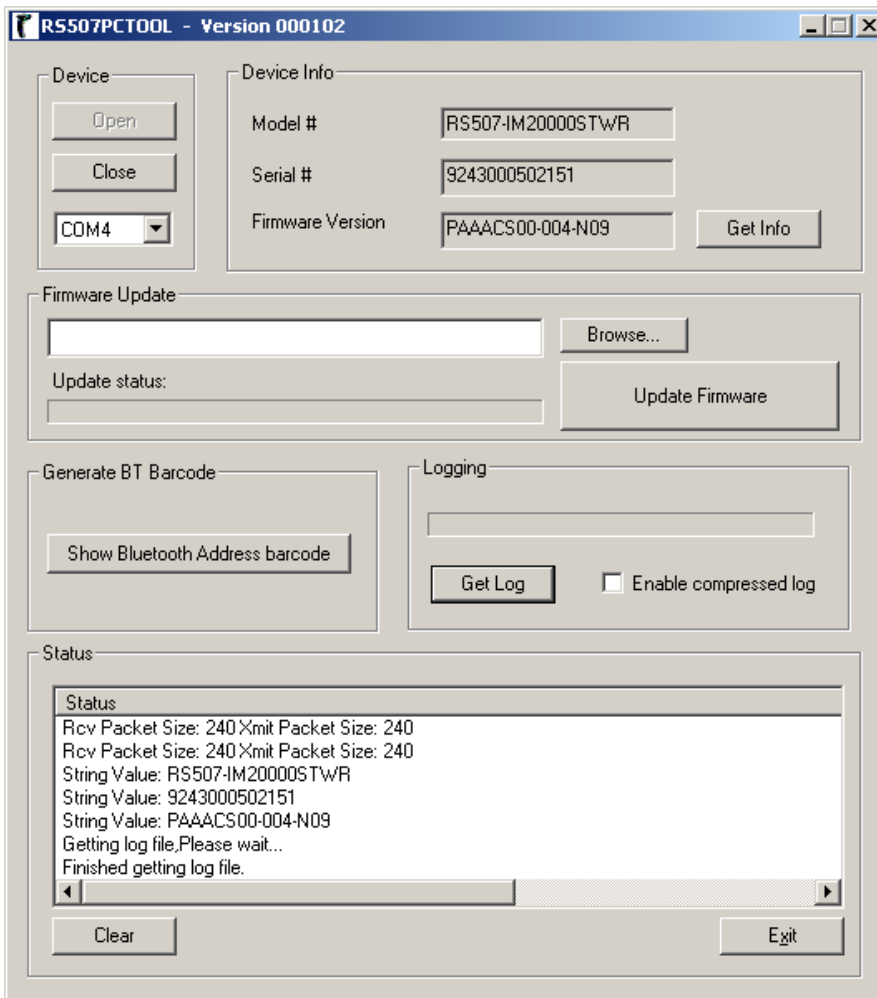 RS507PCTOOL - Version 000102
Device
Open
Close
COM4
Device Info
Model #
RS507-IM20000STWR
Serial #
9243000502151
Firmware Version
PAAACS00-004-N09
Get Info
Firmware Update
Browse...
Update status:
Update Firmware
Generate BT Barcode
Show Bluetooth Address barcode
Logging
Get Log
Enable compressed log
Status
Status
Rcv Packet Size: 240 Xmit Packet Size: 240
Rcv Packet Size: 240 Xmit Packet Size: 240
String Value: RS507-IM20000STWR
String Value: 9243000502151
String Value: PAAACS00-004-N09
Getting log file,Please wait...
Finished getting log file.
Clear
Exit